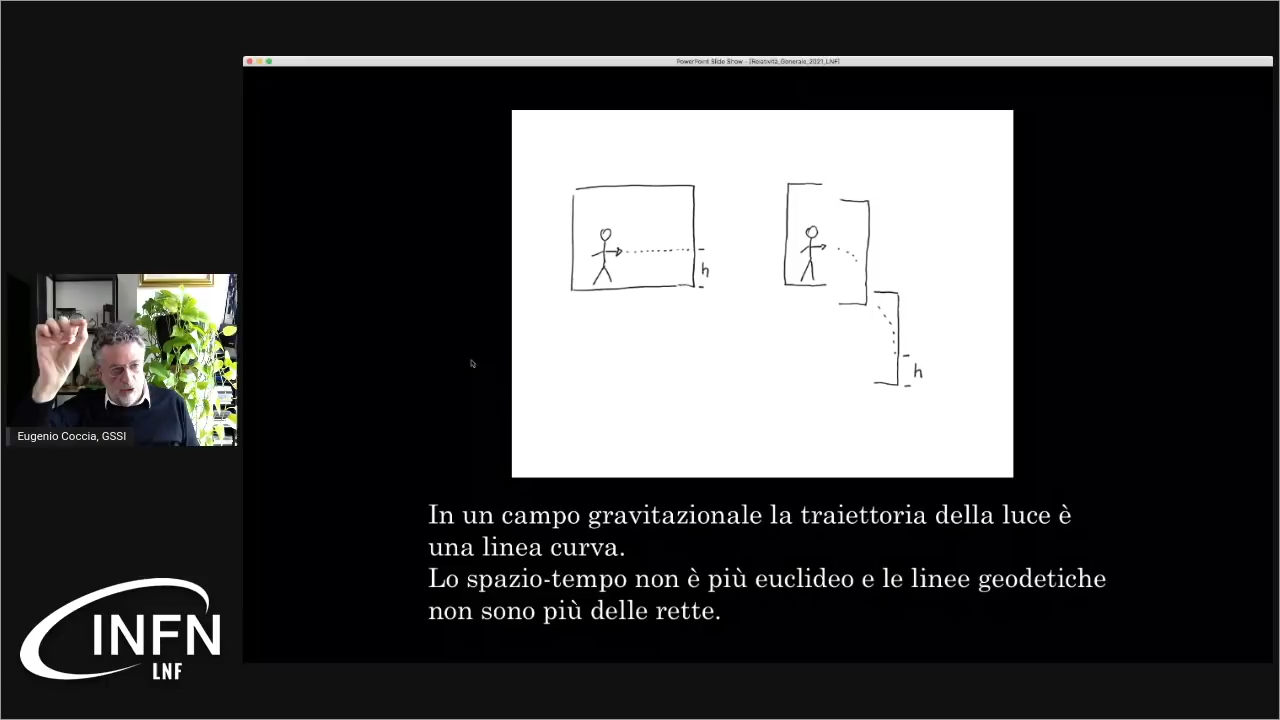 PowerPoint Slide Show - [Relatività_Generale_2021_LNF]
h
h
In un campo gravitazionale la traiettoria della luce è
una linea curva.
Lo spazio-tempo non è più euclideo e le linee geodetiche
non sono più delle rette.
Eugenio Coccia, GSSI
INFN
LNF